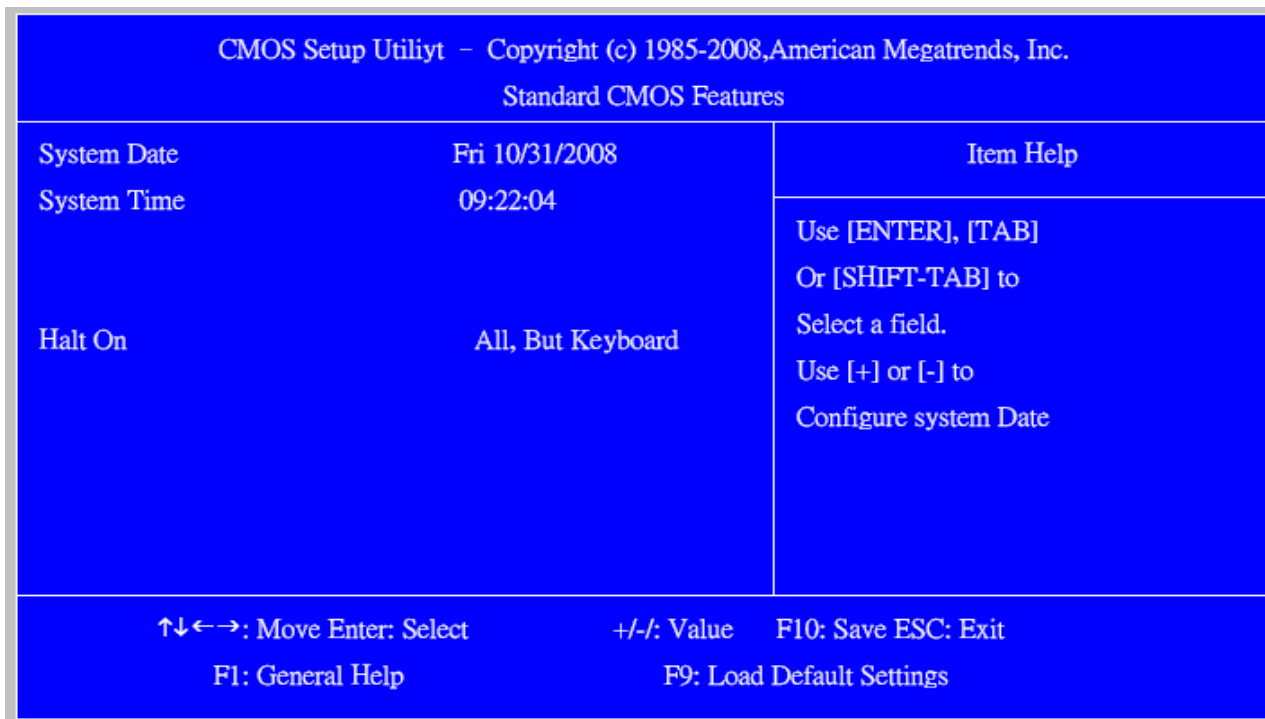 CMOS Setup Utiliyt - Copyright (c) 1985-2008,American Megatrends, Inc.
Standard CMOS Features
System Date Fri 10/31/2008
System Time 09:22:04
Halt On All, But Keyboard
Item Help
Use [ENTER], [TAB]
Or [SHIFT-TAB] to
Select a field.
Use [+] or [-] to
Configure system Date
↑↓←→: Move Enter: Select +/-/: Value F10: Save ESC: Exit
F1: General Help F9: Load Default Settings